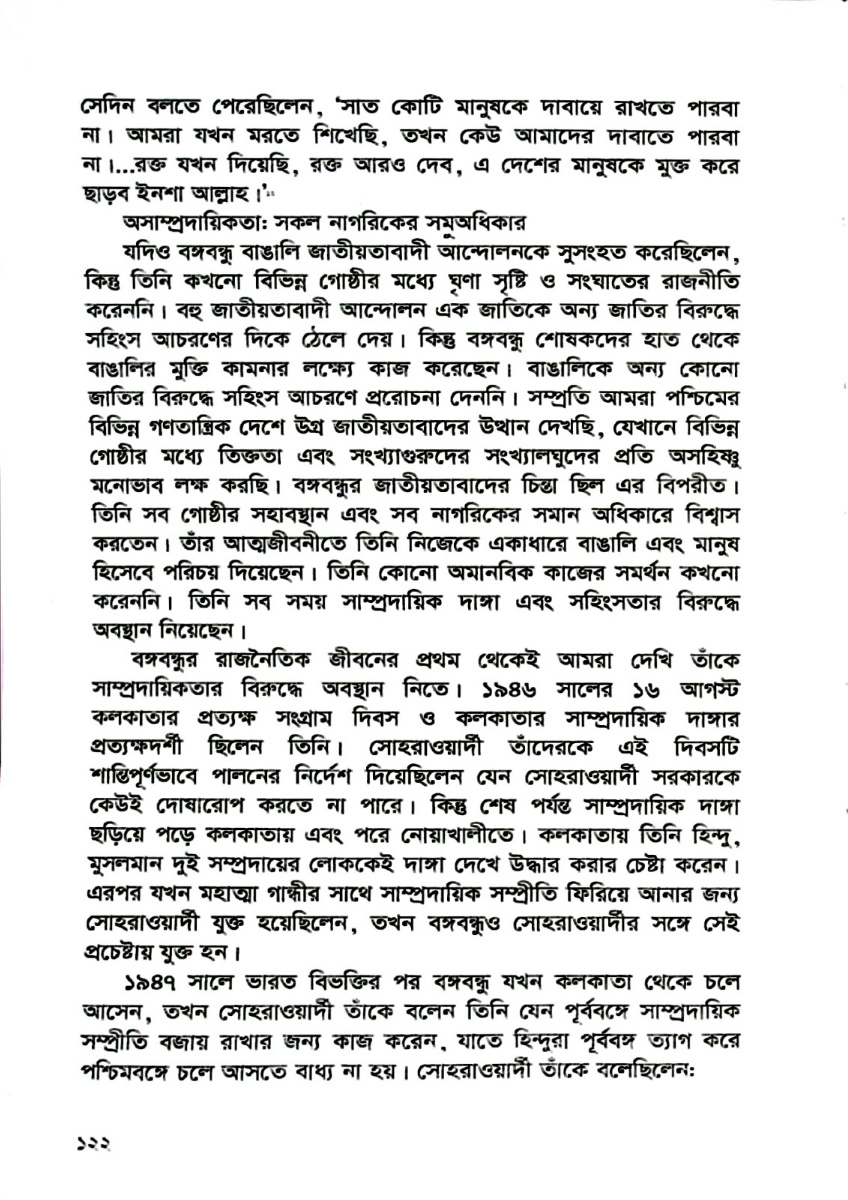 সেদিন বলতে পেরেছিলেন, 'সাত কোটি মানুষকে দাবায়ে রাখতে পারবা
না। আমরা যখন মরতে শিখেছি, তখন কেউ আমাদের দাবাতে পারবা
না।...রক্ত যখন দিয়েছি, রক্ত আরও দেব, এ দেশের মানুষকে মুক্ত করে
ছাড়ব ইনশা আল্লাহ।'
অসাম্প্রদায়িকতা: সকল নাগরিকের সমঅধিকার
যদিও বঙ্গবন্ধু বাঙালি জাতীয়তাবাদী আন্দোলনকে সুসংহত করেছিলেন,
কিন্তু তিনি কখনো বিভিন্ন গোষ্ঠীর মধ্যে ঘৃণা সৃষ্টি ও সংঘাতের রাজনীতি
করেননি। বহু জাতীয়তাবাদী আন্দোলন এক জাতিকে অন্য জাতির বিরুদ্ধে
সহিংস আচরণের দিকে ঠেলে দেয়। কিন্তু বঙ্গবন্ধু শোষকদের হাত থেকে
বাঙালির মুক্তি কামনার লক্ষ্যে কাজ করেছেন। বাঙালিকে অন্য কোনো
জাতির বিরুদ্ধে সহিংস আচরণে প্ররোচনা দেননি। সম্প্রতি আমরা পশ্চিমের
বিভিন্ন গণতান্ত্রিক দেশে উগ্র জাতীয়তাবাদের উত্থান দেখছি, যেখানে বিভিন্ন
গোষ্ঠীর মধ্যে তিক্ততা এবং সংখ্যাগুরুদের সংখ্যালঘুদের প্রতি অসহিষ্ণু
মনোভাব লক্ষ করছি। বঙ্গবন্ধুর জাতীয়তাবাদের চিন্তা ছিল এর বিপরীত।
তিনি সব গোষ্ঠীর সহাবস্থান এবং সব নাগরিকের সমান অধিকারে বিশ্বাস
করতেন। তাঁর আত্মজীবনীতে তিনি নিজেকে একাধারে বাঙালি এবং মানুষ
হিসেবে পরিচয় দিয়েছেন। তিনি কোনো অমানবিক কাজের সমর্থন কখনো
করেননি। তিনি সব সময় সাম্প্রদায়িক দাঙ্গা এবং সহিংসতার বিরুদ্ধে
অবস্থান নিয়েছেন।
বঙ্গবন্ধুর রাজনৈতিক জীবনের প্রথম থেকেই আমরা দেখি তাঁকে
সাম্প্রদায়িকতার বিরুদ্ধে অবস্থান নিতে। ১৯৪৬ সালের ১৬ আগস্ট
কলকাতার প্রত্যক্ষ সংগ্রাম দিবস ও কলকাতার সাম্প্রদায়িক দাঙ্গার
প্রত্যক্ষদর্শী ছিলেন তিনি। সোহরাওয়ার্দী তাঁদেরকে এই দিবসটি
শান্তিপূর্ণভাবে পালনের নির্দেশ দিয়েছিলেন যেন সোহরাওয়ার্দী সরকারকে
কেউই দোষারোপ করতে না পারে। কিন্তু শেষ পর্যন্ত সাম্প্রদায়িক দাঙ্গা
ছড়িয়ে পড়ে কলকাতায় এবং পরে নোয়াখালীতে। কলকাতায় তিনি হিন্দু,
মুসলমান দুই সম্প্রদায়ের লোককেই দাঙ্গা দেখে উদ্ধার করার চেষ্টা করেন।
এরপর যখন মহাত্মা গান্ধীর সাথে সাম্প্রদায়িক সম্প্রীতি ফিরিয়ে আনার জন্য
সোহরাওয়ার্দী যুক্ত হয়েছিলেন, তখন বঙ্গবন্ধুও সোহরাওয়ার্দীর সঙ্গে সেই
প্রচেষ্টায় যুক্ত হন।
১৯৪৭ সালে ভারত বিভক্তির পর বঙ্গবন্ধু যখন কলকাতা থেকে চলে
আসেন, তখন সোহরাওয়ার্দী তাঁকে বলেন তিনি যেন পূর্ববঙ্গে সাম্প্রদায়িক
সম্প্রীতি বজায় রাখার জন্য কাজ করেন, যাতে হিন্দুরা পূর্ববঙ্গ ত্যাগ করে
পশ্চিমবঙ্গে চলে আসতে বাধ্য না হয়। সোহরাওয়ার্দী তাঁকে বলেছিলেন:
১২২